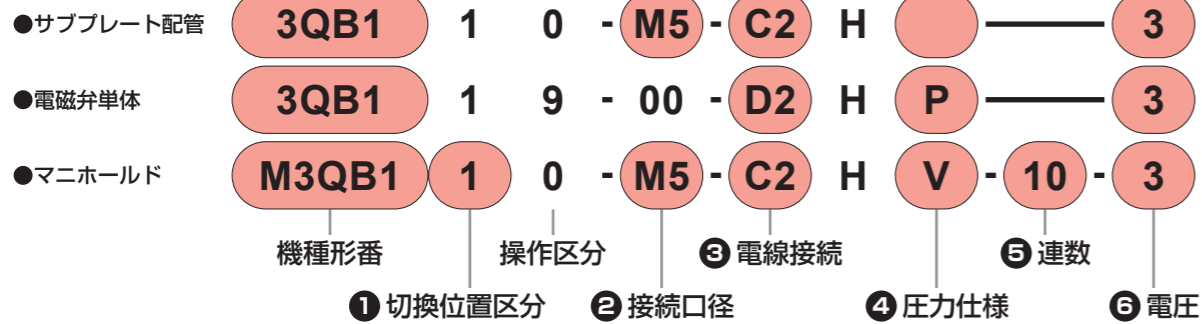 ●サブプレート配管 3QB1 1 0 - M5 - C2 H 3
●電磁弁単体 3QB1 1 9 - 00 - D2 H P 3
●マニホールド M3QB1 1 0 - M5 - C2 H V - 10 - 3
機種形番 操作区分 ❸電線接続 ❺連数
❶切換位置区分 ❷接続口径 ❹圧力仕様 ❻電圧